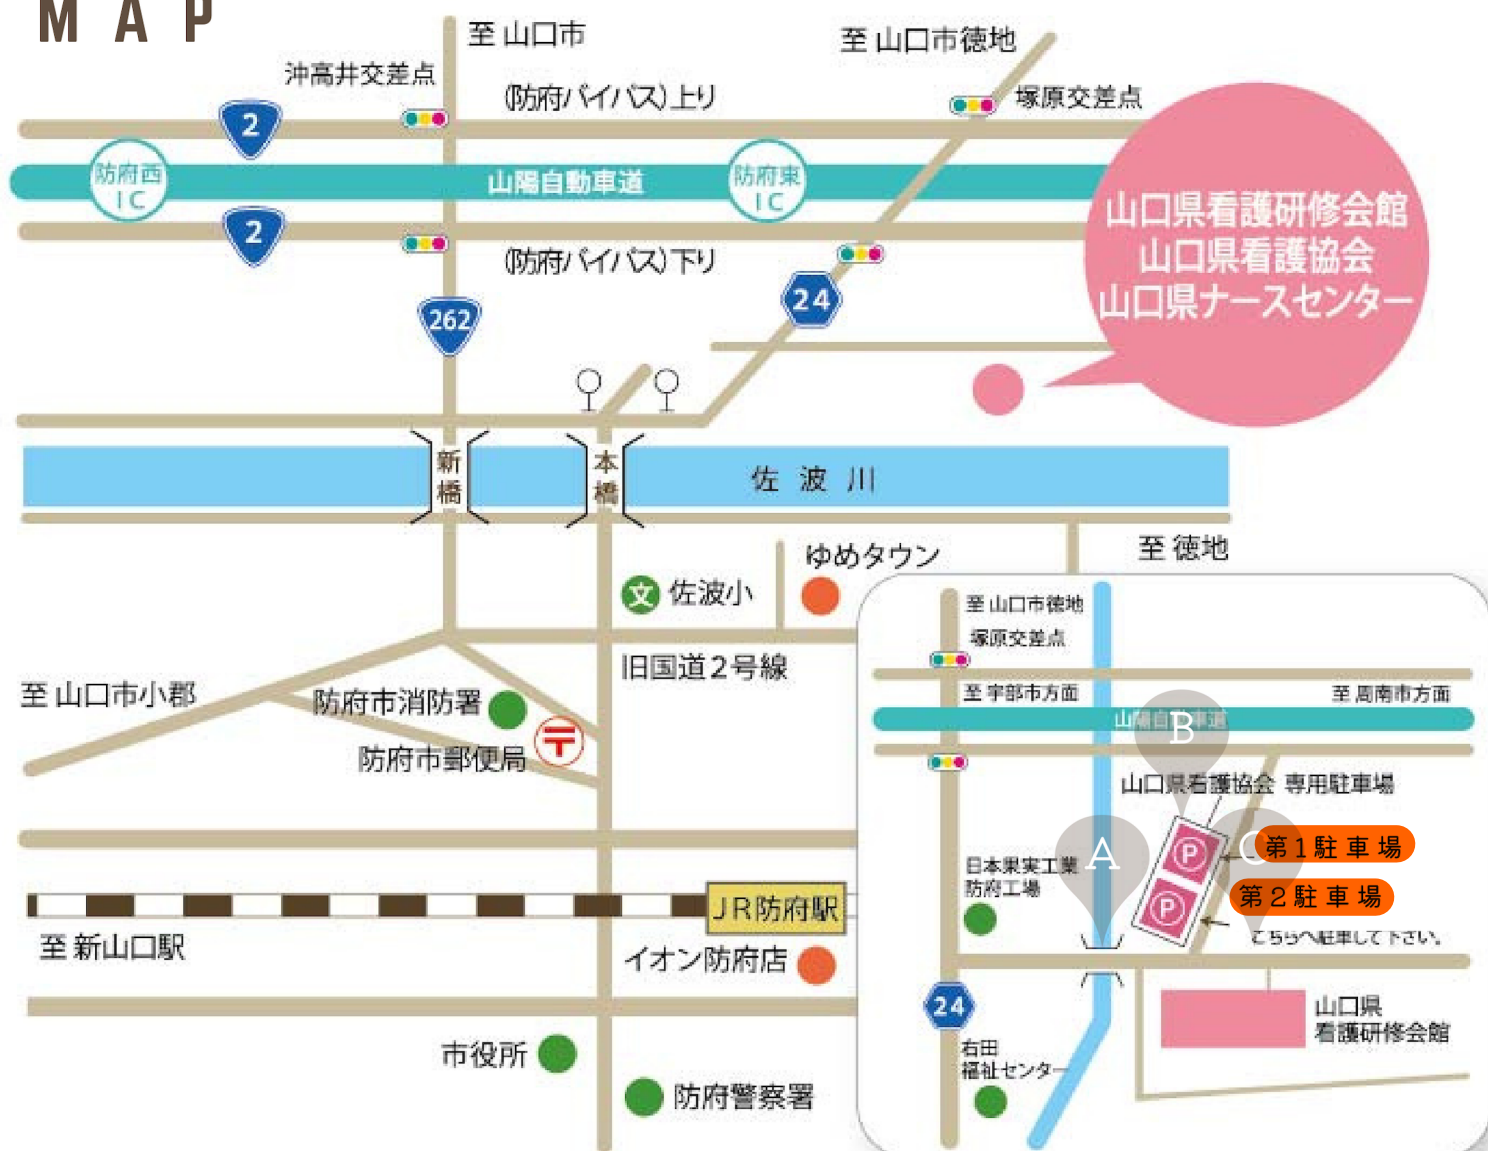 MAP
至 山口市
至 山口市徳地
沖高井交差点
(防府バイパス)上り
塚原交差点
2
防府西
IC
山陽自動車道
防府東
IC
2
(防府バイパス)下り
山口県看護研修会館
山口県看護協会
山口県ナースセンター
262
24
新橋
本橋
佐波川
至 徳地
ゆめタウン
文 佐波小
旧国道2号線
至 山口市小郡
防府市消防署
防府市郵便局
〒
JR防府駅
至 新山口駅
イオン防府店
市役所
防府警察署
至 山口市徳地
塚原交差点
至 宇部市方面
至 周南市方面
山陽自動車道
B
山口県看護協会 専用駐車場
A
P
C
第1駐車場
P
第2駐車場
こちらへ駐車して下さい。
日本果実工業
防府工場
24
山口県
看護研修会館
右田
福祉センター